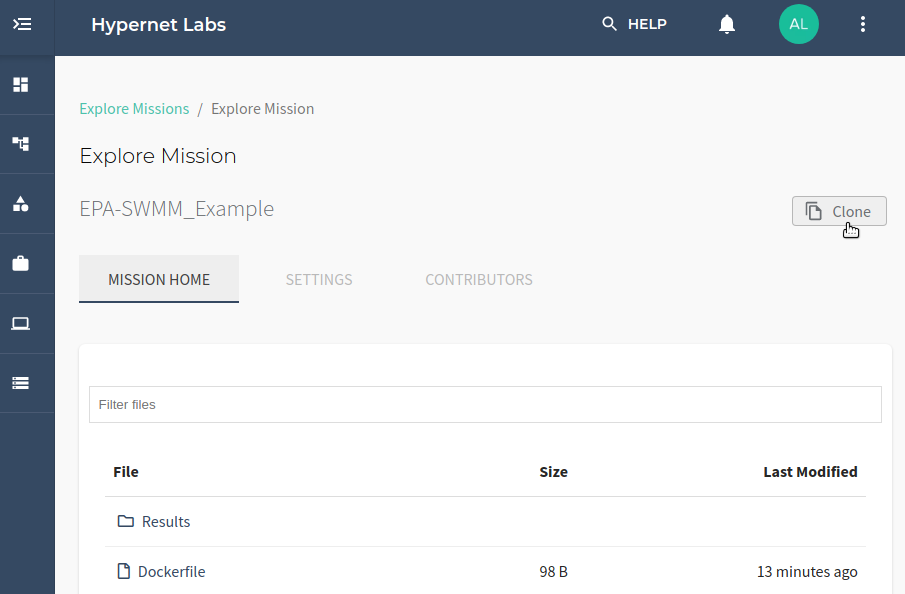 Hypernet Labs
HELP
AL
Explore Missions / Explore Mission
Explore Mission
EPA-SWMM_Example
Clone
MISSION HOME SETTINGS CONTRIBUTORS
Filter files
File Size Last Modified
Results
Dockerfile 98 B 13 minutes ago